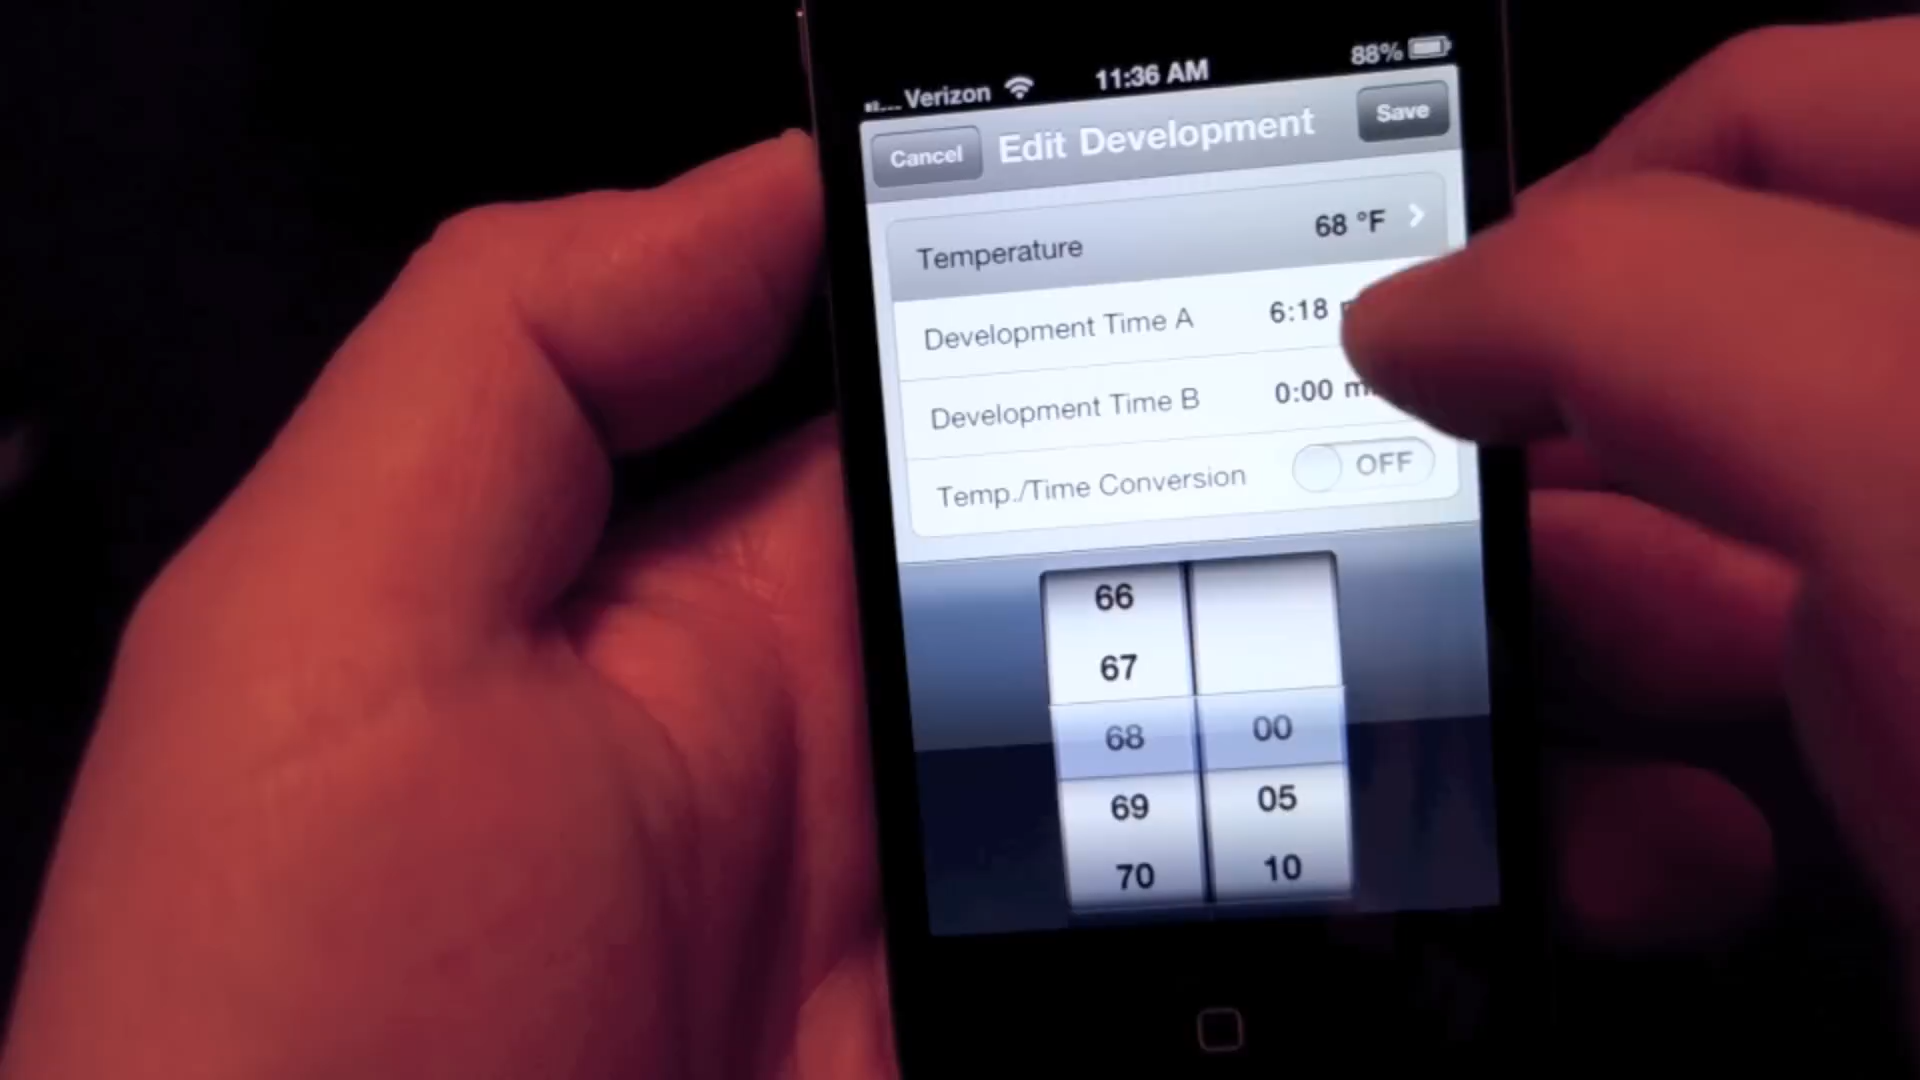 Verizon 11:36 AM 88%
Cancel Edit Development Save
Temperature 68 °F
Development Time A 6:18
Development Time B 0:00
Temp./Time Conversion OFF
66
67
68 00
69 05
70 10